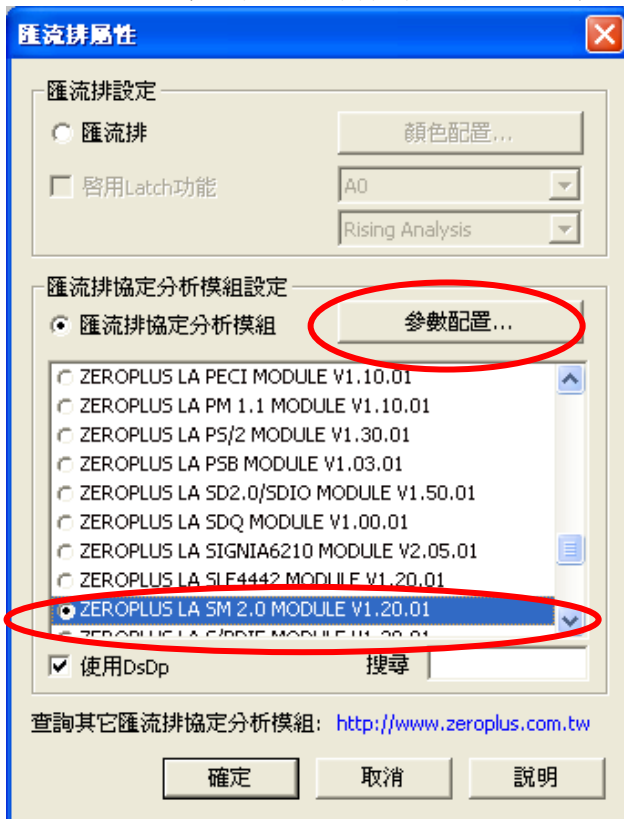 匯流排屬性
匯流排設定
匯流排
顏色配置...
啓用Latch功能
A0
Rising Analysis
匯流排協定分析模組設定
匯流排協定分析模組
參數配置...
ZEROPLUS LA PECI MODULE V1.10.01
ZEROPLUS LA PM 1.1 MODULE V1.10.01
ZEROPLUS LA PS/2 MODULE V1.30.01
ZEROPLUS LA PSB MODULE V1.03.01
ZEROPLUS LA SD2.0/SDIO MODULE V1.50.01
ZEROPLUS LA SDQ MODULE V1.00.01
ZEROPLUS LA SIGNIA6210 MODULE V2.05.01
ZEROPLUS LA SLE4442 MODULE V1.20.01
ZEROPLUS LA SM 2.0 MODULE V1.20.01
ZEROPLUS LA S/PDIF MODULE
使用DsDp
搜尋
查詢其它匯流排協定分析模組: http://www.zeroplus.com.tw
確定
取消
說明